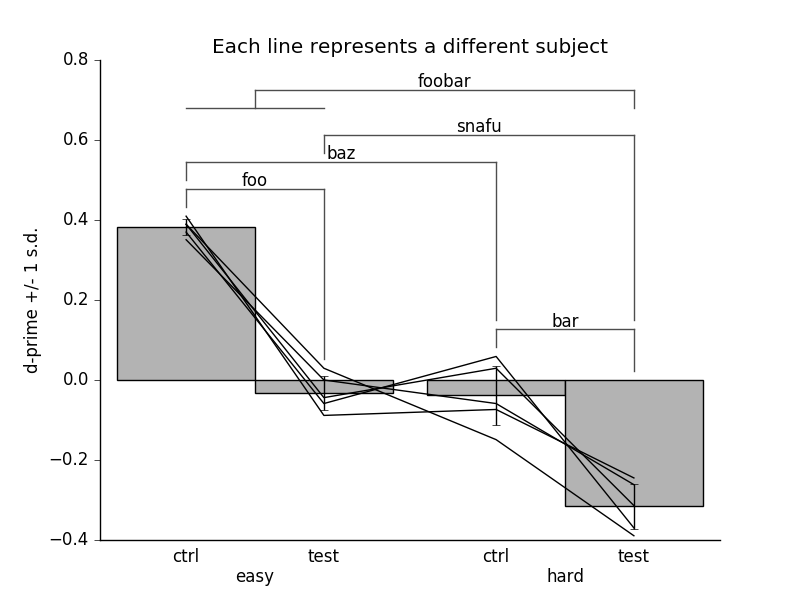 Each line represents a different subject
d-prime +/- 1 s.d.
0.8
0.6
0.4
0.2
0.0
−0.2
−0.4
foobar
snafu
baz
foo
bar
ctrl test ctrl test
easy hard